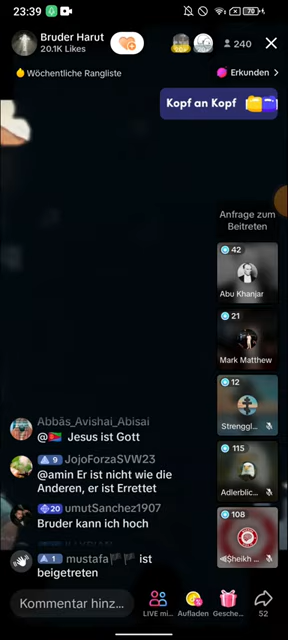 23:39
70
Bruder Harut
20.1K Likes
240
Wöchentliche Rangliste
Erkunden
Kopf an Kopf
Anfrage zum
Beitreten
42
Abu Khanjar
21
Mark Matthew
12
Strenggl...
115
Adlerblic...
108
Sheikh ...
Abbās_Avishai_Abisai
@🇪🇷 Jesus ist Gott
9 JojoForzaSVW23
@amin Er ist nicht wie die
Anderen, er ist Errettet
20 umutSanchez1907
Bruder kann ich hoch
1 mustafa🏴🏴 ist
beigetreten
Kommentar hinz...
LIVE mi...
Aufladen
Gesche...
52